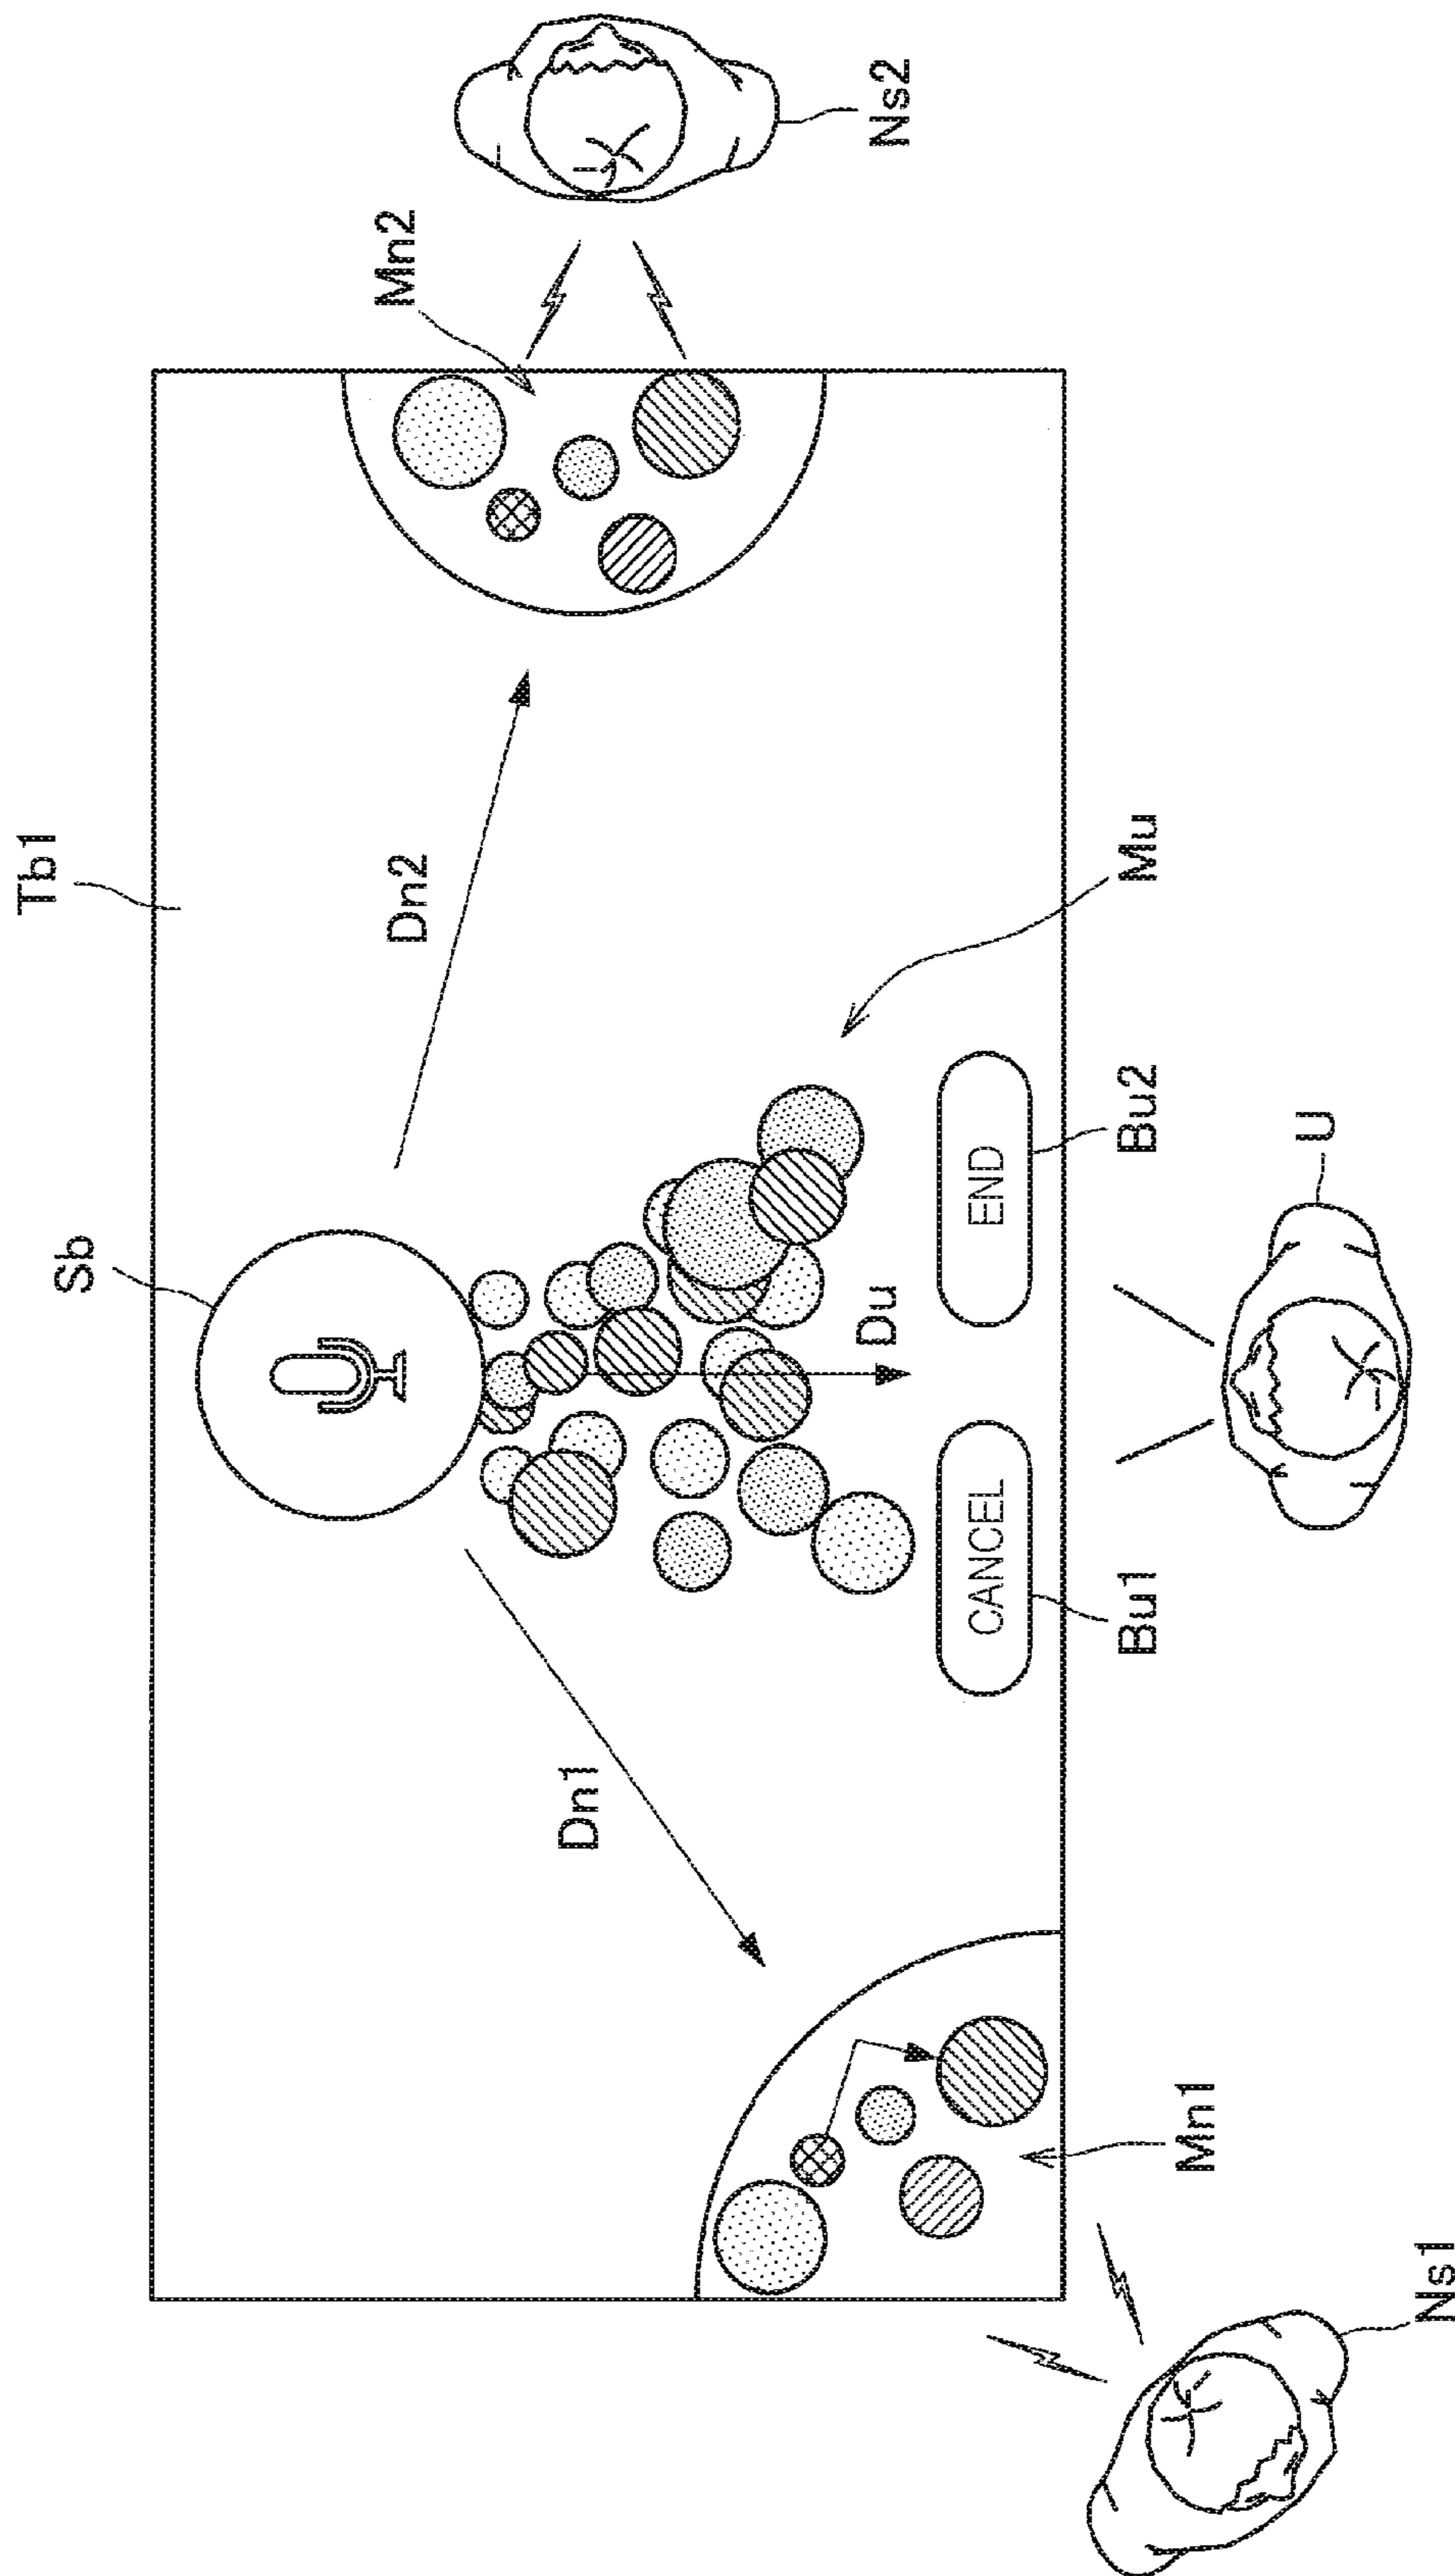 Tb1
Sb
Dn2
Mn2
Dn1
Du
Ns2
CANCEL
END
Bu1
Bu2
Mu
Mn1
U
Ns1